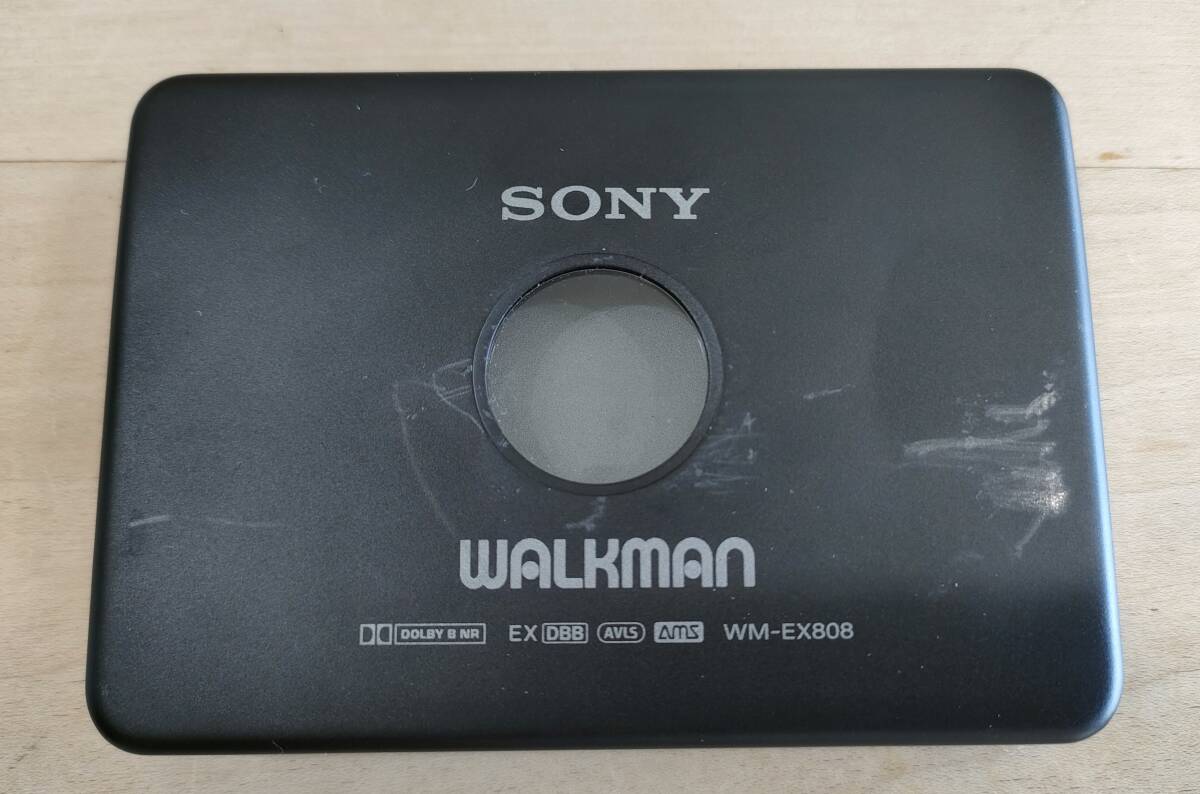 SONY
WALKMAN
DOLBY B NR EX DBB AVLS AMS WM-EX808